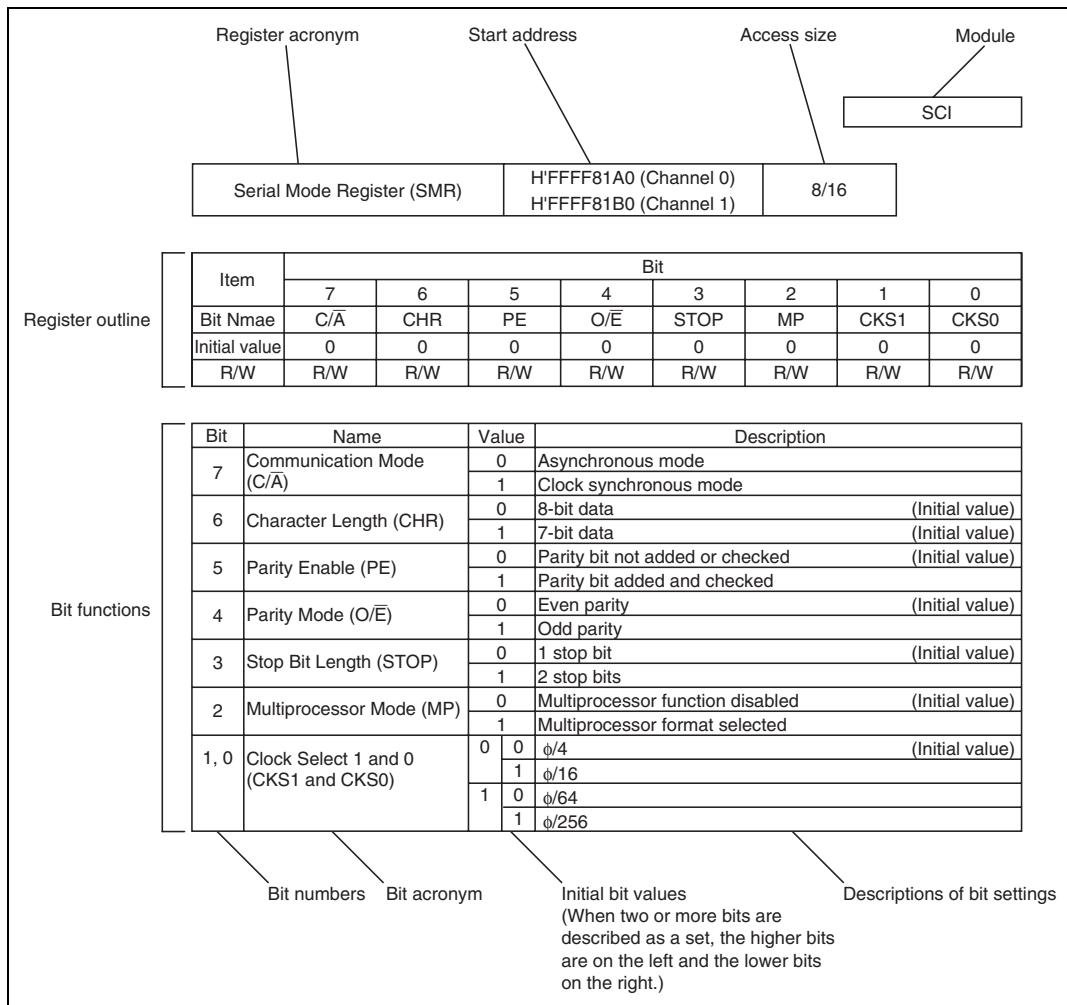 Register acronym Start address Access size Module
SCI
Serial Mode Register (SMR) H'FFFF81A0 (Channel 0) 8/16
H'FFFF81B0 (Channel 1)
Register outline
Item Bit
7 6 5 4 3 2 1 0
Bit Nmae C/A̅ CHR PE O/E̅ STOP MP CKS1 CKS0
Initial value 0 0 0 0 0 0 0 0
R/W R/W R/W R/W R/W R/W R/W R/W R/W
Bit functions
Bit Name Value Description
7 Communication Mode (C/A̅) 0 Asynchronous mode
1 Clock synchronous mode
6 Character Length (CHR) 0 8-bit data (Initial value)
1 7-bit data (Initial value)
5 Parity Enable (PE) 0 Parity bit not added or checked (Initial value)
1 Parity bit added and checked
4 Parity Mode (O/E̅) 0 Even parity (Initial value)
1 Odd parity
3 Stop Bit Length (STOP) 0 1 stop bit (Initial value)
1 2 stop bits
2 Multiprocessor Mode (MP) 0 Multiprocessor function disabled (Initial value)
1 Multiprocessor format selected
1, 0 Clock Select 1 and 0 (CKS1 and CKS0) 0 0 ϕ/4 (Initial value)
1 ϕ/16
1 0 ϕ/64
1 ϕ/256
Bit numbers Bit acronym Initial bit values Descriptions of bit settings
(When two or more bits are
described as a set, the higher bits
are on the left and the lower bits
on the right.)